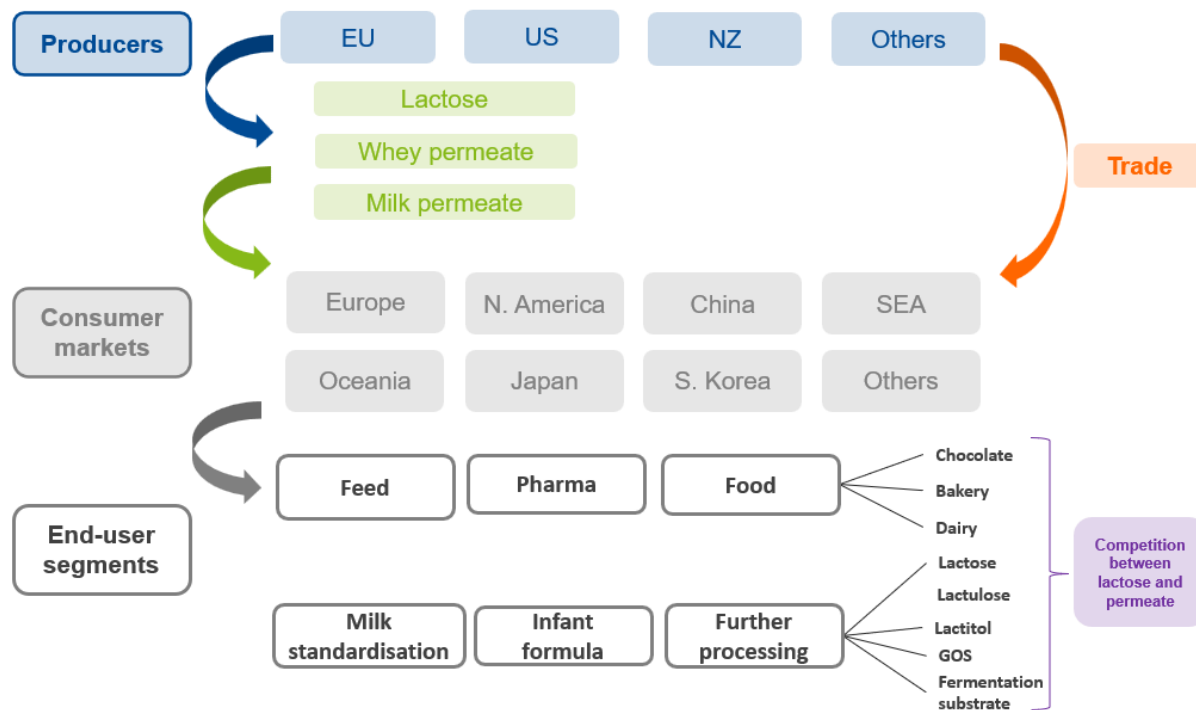 Producers
EU
US
NZ
Others
Lactose
Whey permeate
Milk permeate
Trade
Consumer
markets
Europe
N. America
China
SEA
Oceania
Japan
S. Korea
Others
End-user
segments
Feed
Pharma
Food
Chocolate
Bakery
Dairy
Milk
standardisation
Infant
formula
Further
processing
Lactose
Lactulose
Lactitol
GOS
Fermentation
substrate
Competition
between
lactose and
permeate